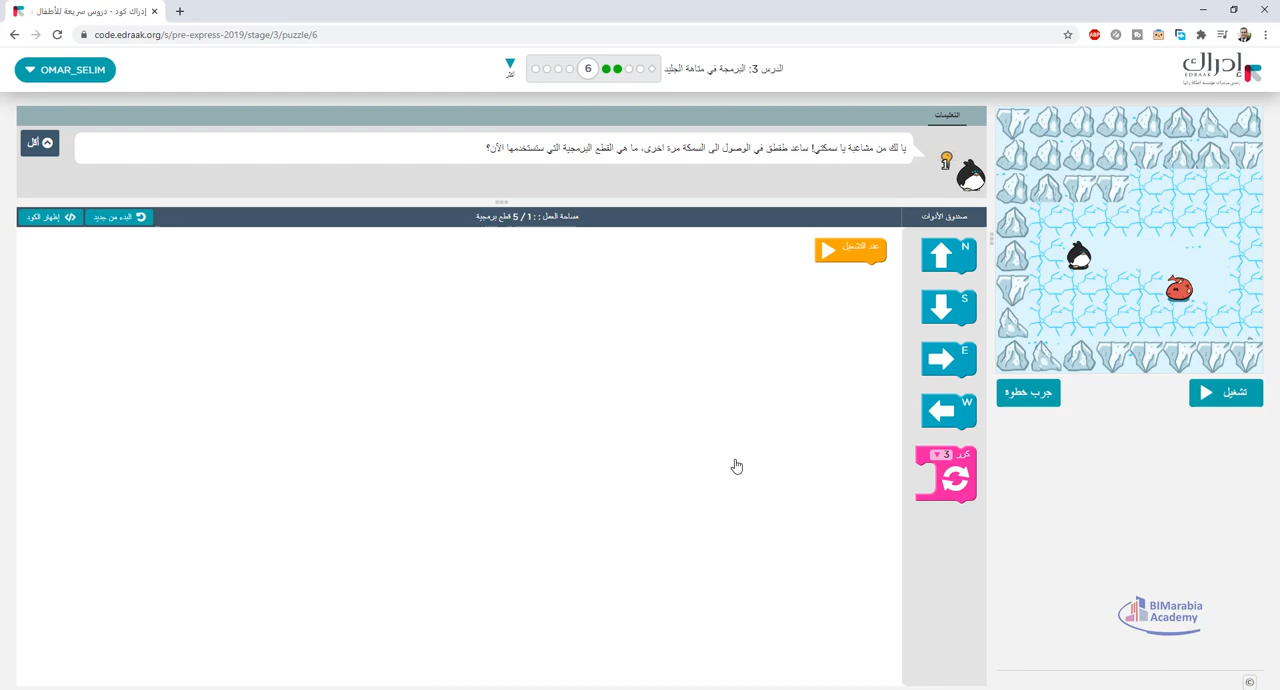 إدراك كود - دروس سريعة للأطفال
code.edraak.org/s/pre-express-2019/stage/3/puzzle/6
ABP
OMAR_SELIM
أكثر
6
الدرس 3: البرمجة في متاهة الجليد
إدراك
EDRAAK
التعليمات
أقل
يا لك من مشاغبة يا سمكتي! ساعد طقطق في الوصول الى السمكة مرة اخرى، ما هي القطع البرمجية التي ستستخدمها الآن؟
1
إظهار الكود
البدء من جديد
مساحة العمل : : 1 / 5 قطع برمجية
صندوق الأدوات
عند التشغيل
N
S
E
W
كرر 3
جرب خطوة
تشغيل
BIMarabia
Academy
©